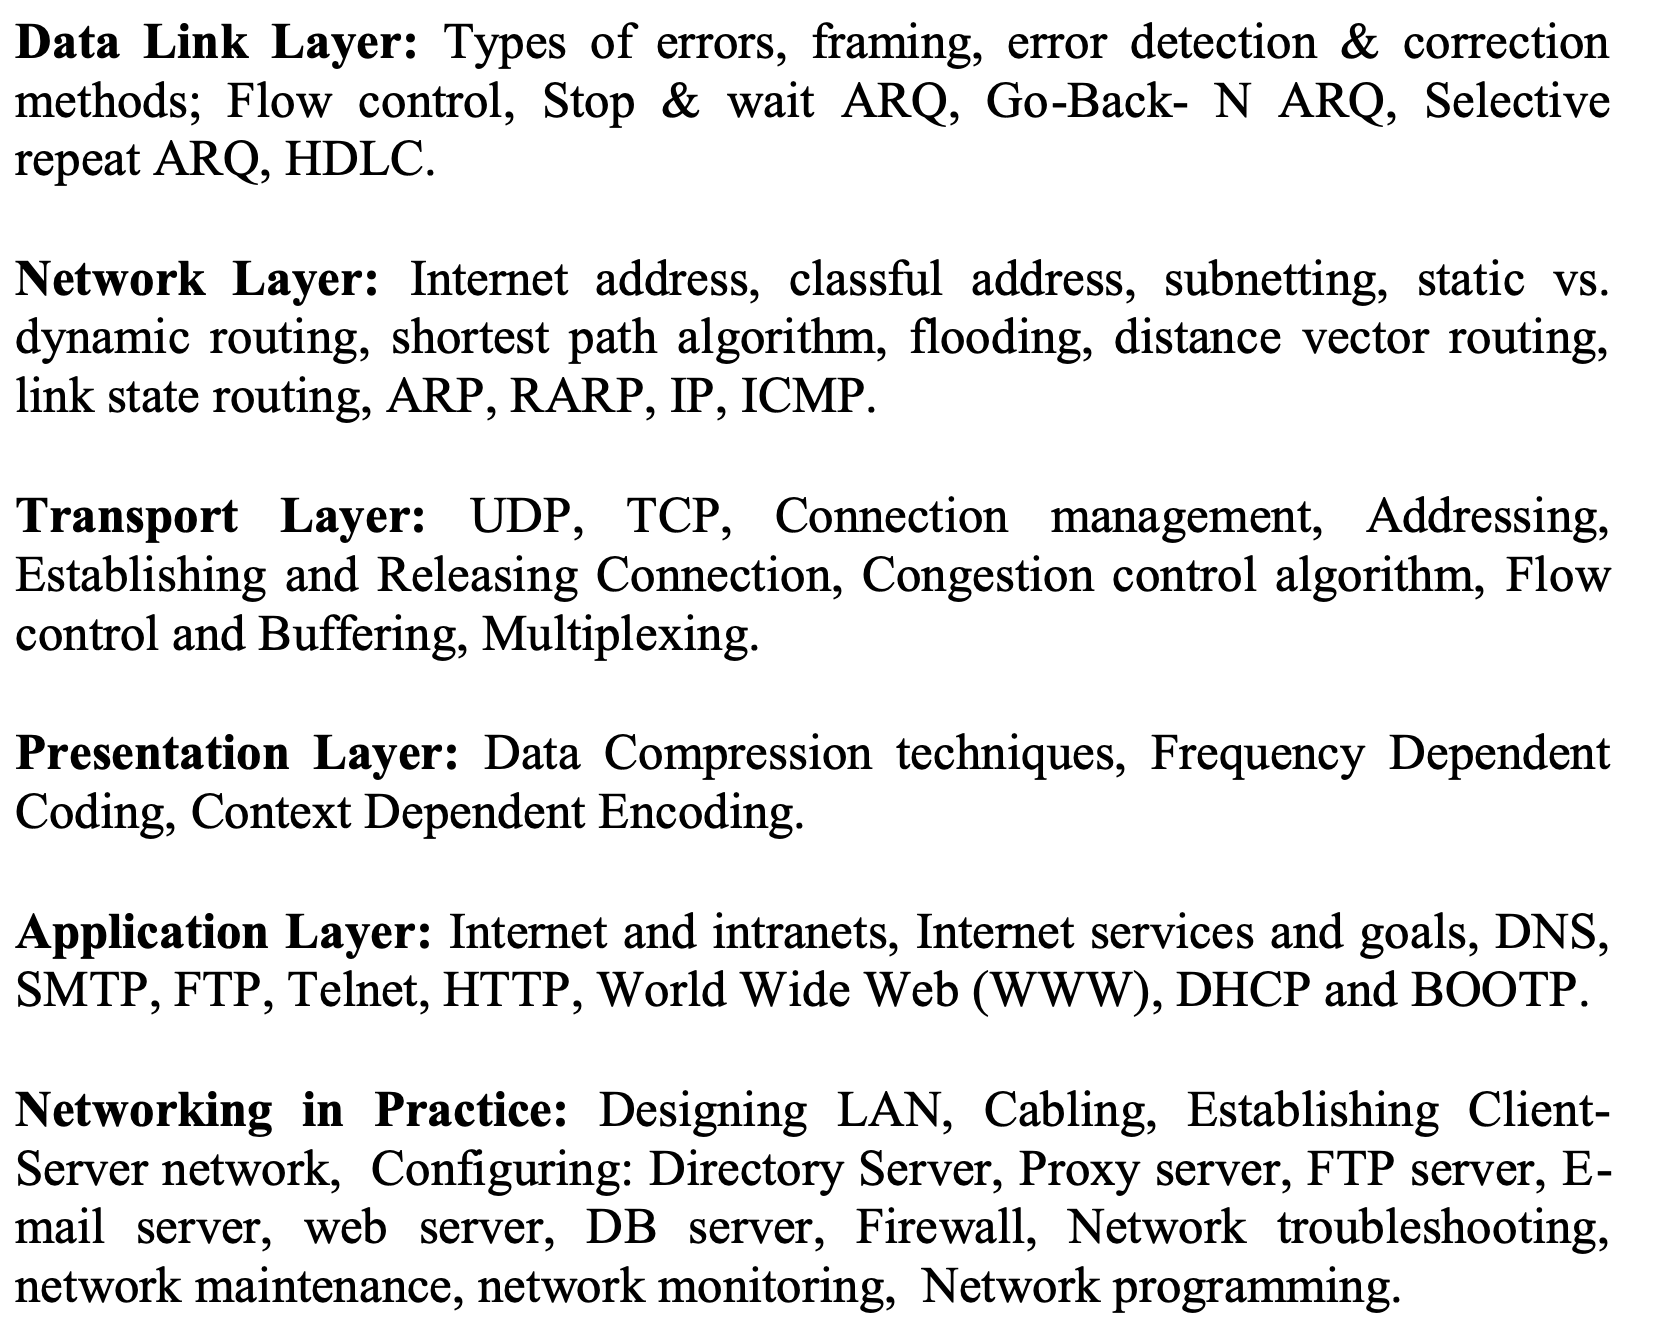 Data Link Layer: Types of errors, framing, error detection & correction
methods; Flow control, Stop & wait ARQ, Go-Back- N ARQ, Selective
repeat ARQ, HDLC.
Network Layer: Internet address, classful address, subnetting, static vs.
dynamic routing, shortest path algorithm, flooding, distance vector routing,
link state routing, ARP, RARP, IP, ICMP.
Transport Layer: UDP, TCP, Connection management, Addressing,
Establishing and Releasing Connection, Congestion control algorithm, Flow
control and Buffering, Multiplexing.
Presentation Layer: Data Compression techniques, Frequency Dependent
Coding, Context Dependent Encoding.
Application Layer: Internet and intranets, Internet services and goals, DNS,
SMTP, FTP, Telnet, HTTP, World Wide Web (WWW), DHCP and BOOTP.
Networking in Practice: Designing LAN, Cabling, Establishing Client-
Server network,  Configuring: Directory Server, Proxy server, FTP server, E-
mail server, web server, DB server, Firewall, Network troubleshooting,
network maintenance, network monitoring,  Network programming.